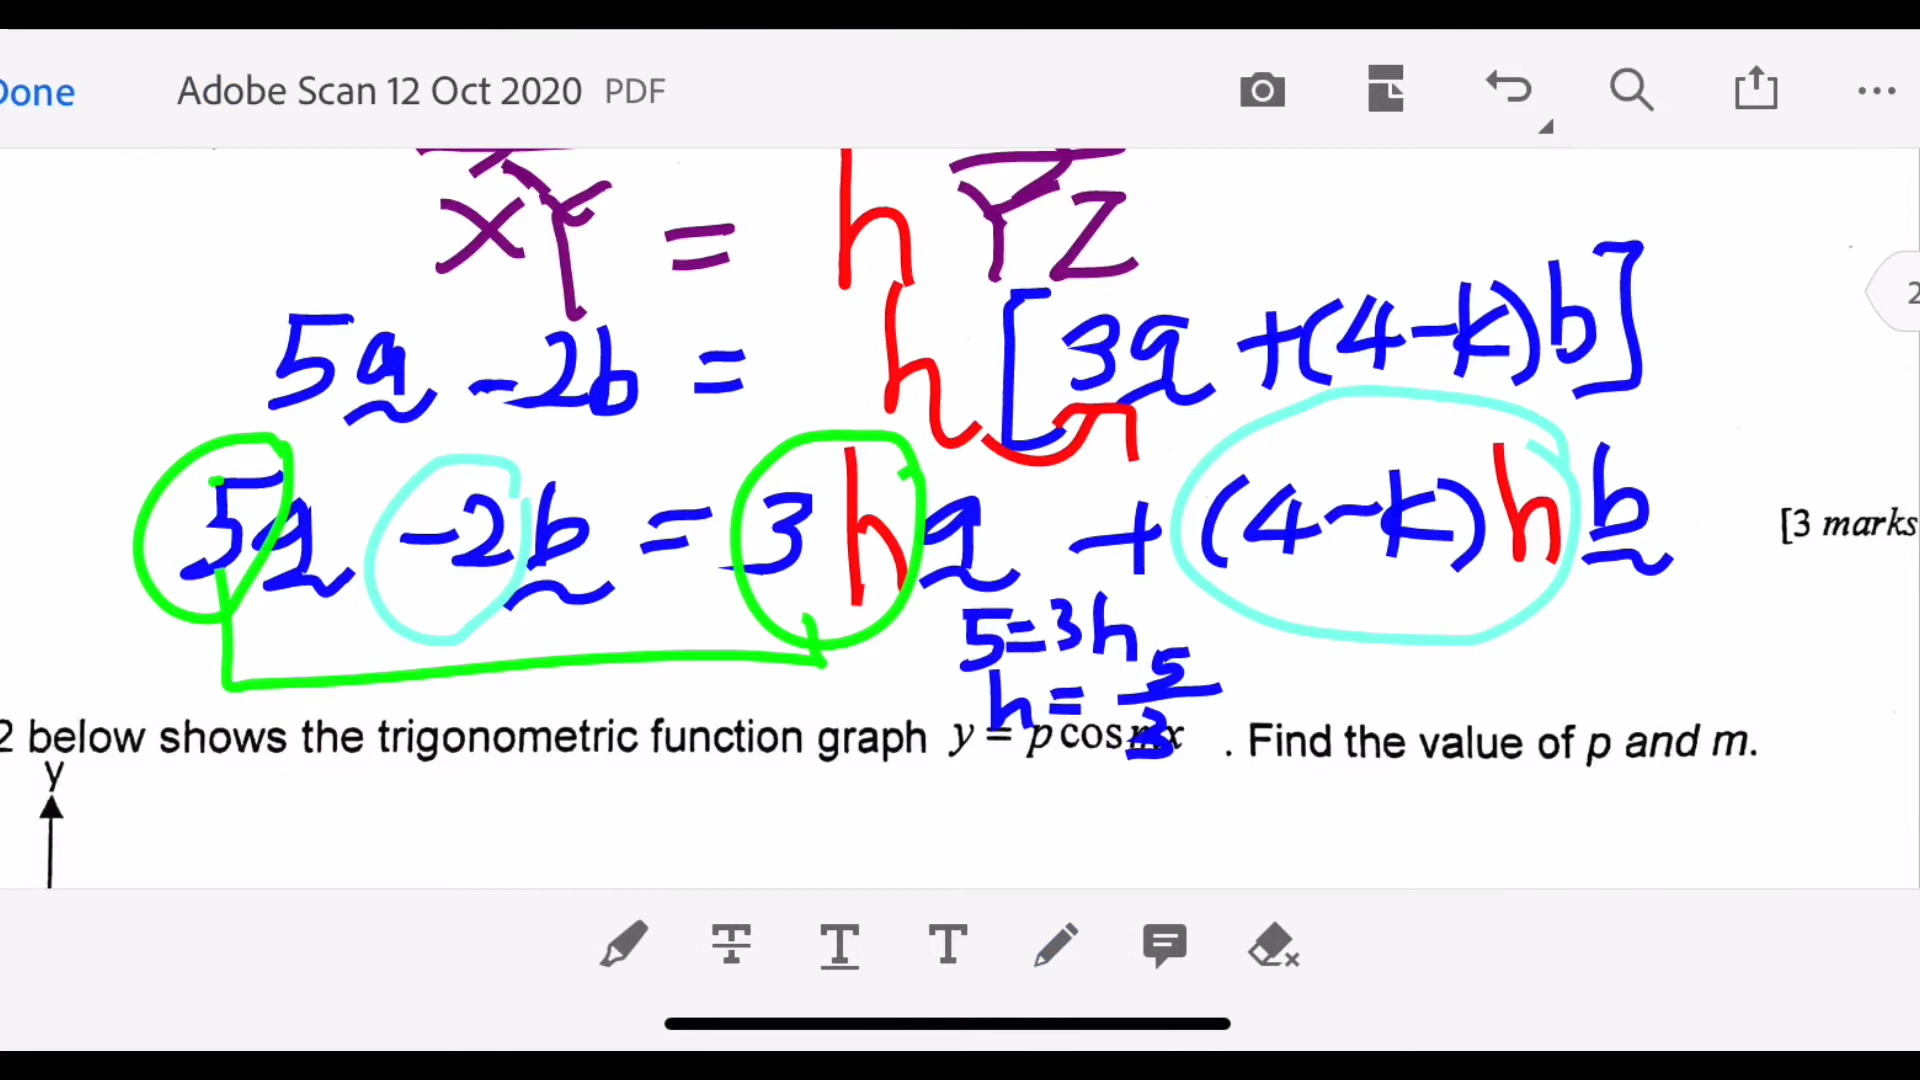 Done Adobe Scan 12 Oct 2020 PDF
XY = h YZ
5a - 2b = h [3a + (4-k)b]
2
5a - 2b = 3ha + (4-k)hb
[3 marks
5=3h
h = 5/3
2 below shows the trigonometric function graph y = p cos mx . Find the value of p and m.
y